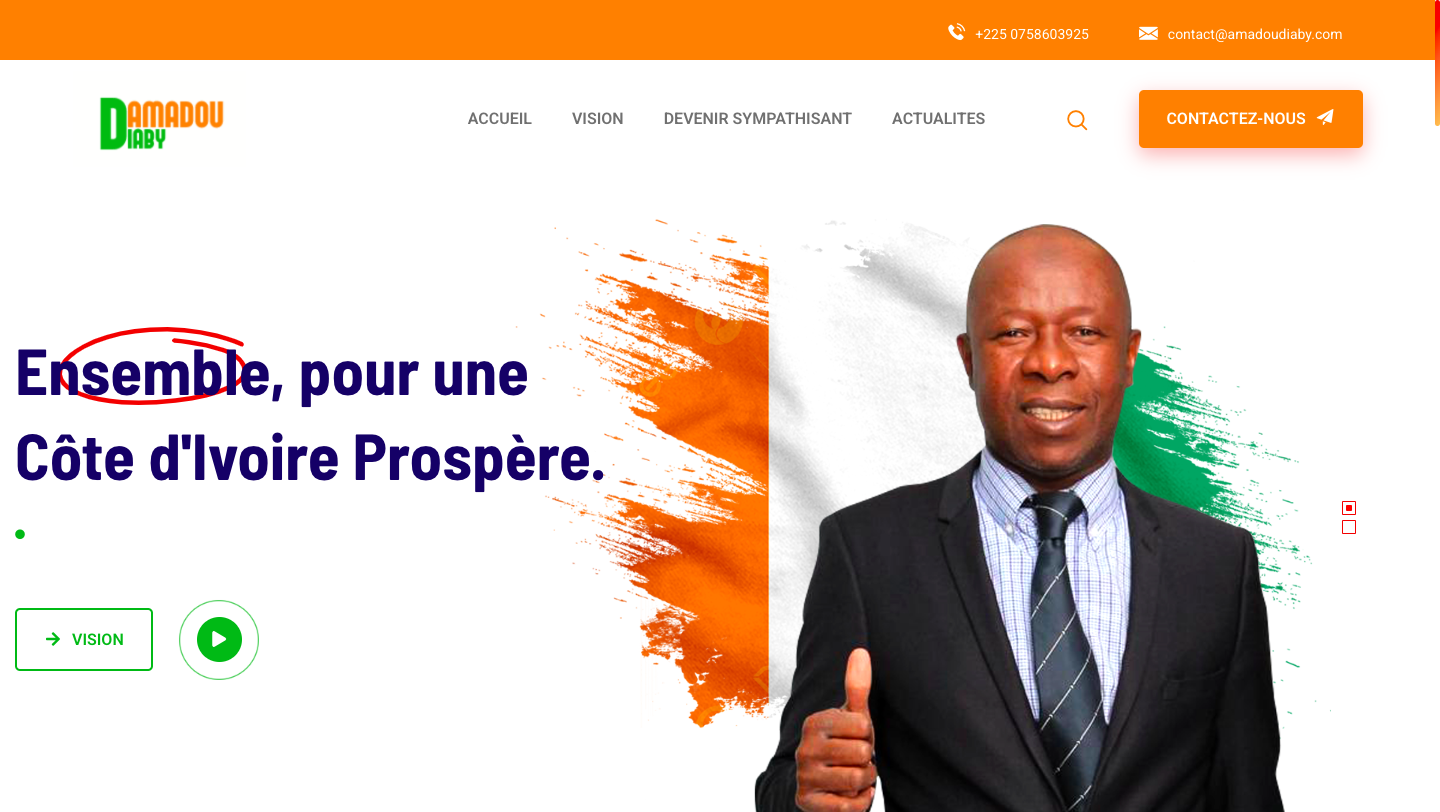 +225 0758603925
contact@amadoudiaby.com
DAMADOU
DIABY
ACCUEIL
VISION
DEVENIR SYMPATHISANT
ACTUALITES
CONTACTEZ-NOUS
Ensemble, pour une
Côte d'Ivoire Prospère.
VISION